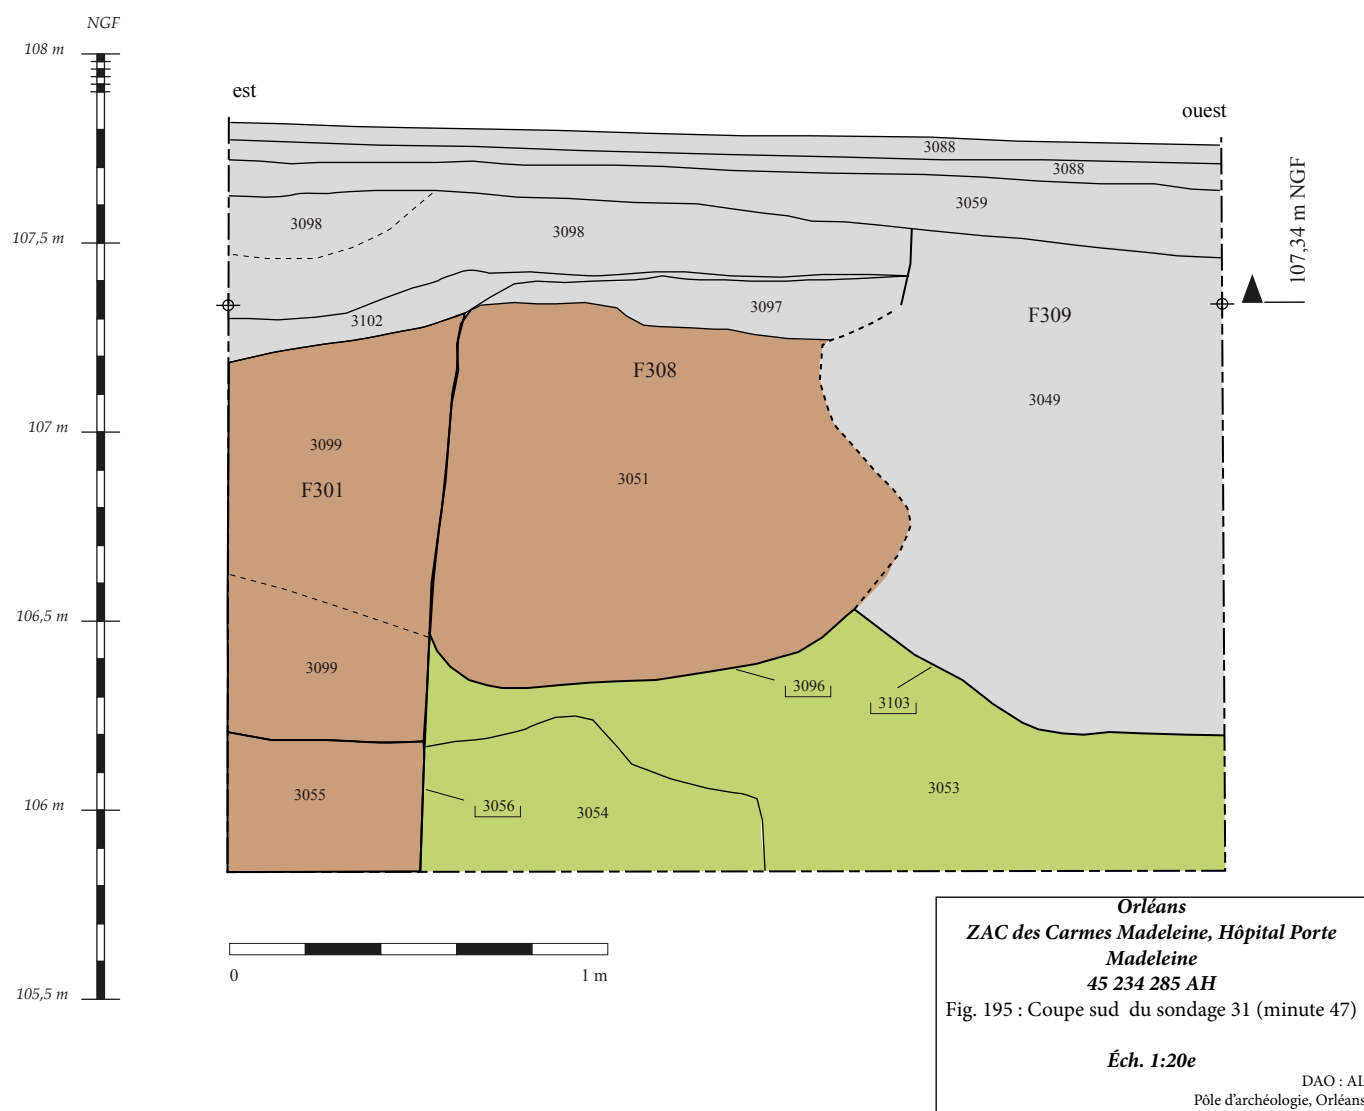 NGF
108 m
est
ouest
3088
3088
107,34 m NGF
3059
3098
3098
107,5 m
3102
3097
F309
F308
3049
107 m
3099
3051
F301
106,5 m
3099
3096
3103
3055
3056
3054
3053
106 m
0
1 m
105,5 m
Orléans
ZAC des Carmes Madeleine, Hôpital Porte
Madeleine
45 234 285 AH
Fig. 195 : Coupe sud du sondage 31 (minute 47)
Éch. 1:20e
DAO : AL
Pôle d'archéologie, Orléans